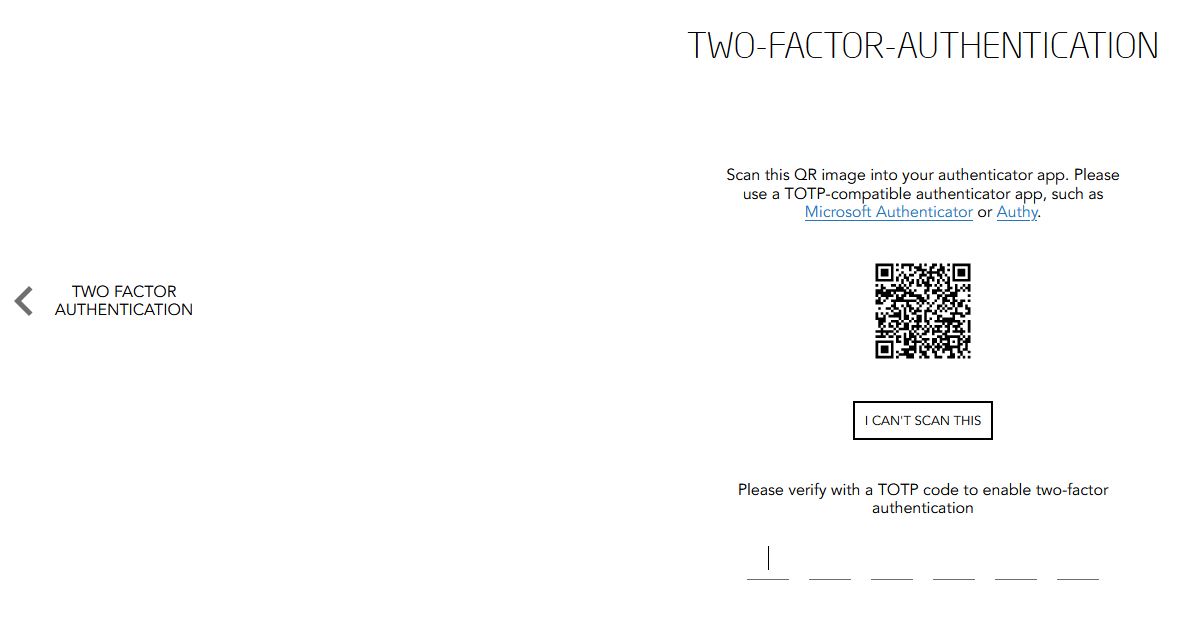 TWO-FACTOR-AUTHENTICATION
Scan this QR image into your authenticator app. Please
use a TOTP-compatible authenticator app, such as
Microsoft Authenticator or Authy.
TWO FACTOR
AUTHENTICATION
I CAN'T SCAN THIS
Please verify with a TOTP code to enable two-factor
authentication